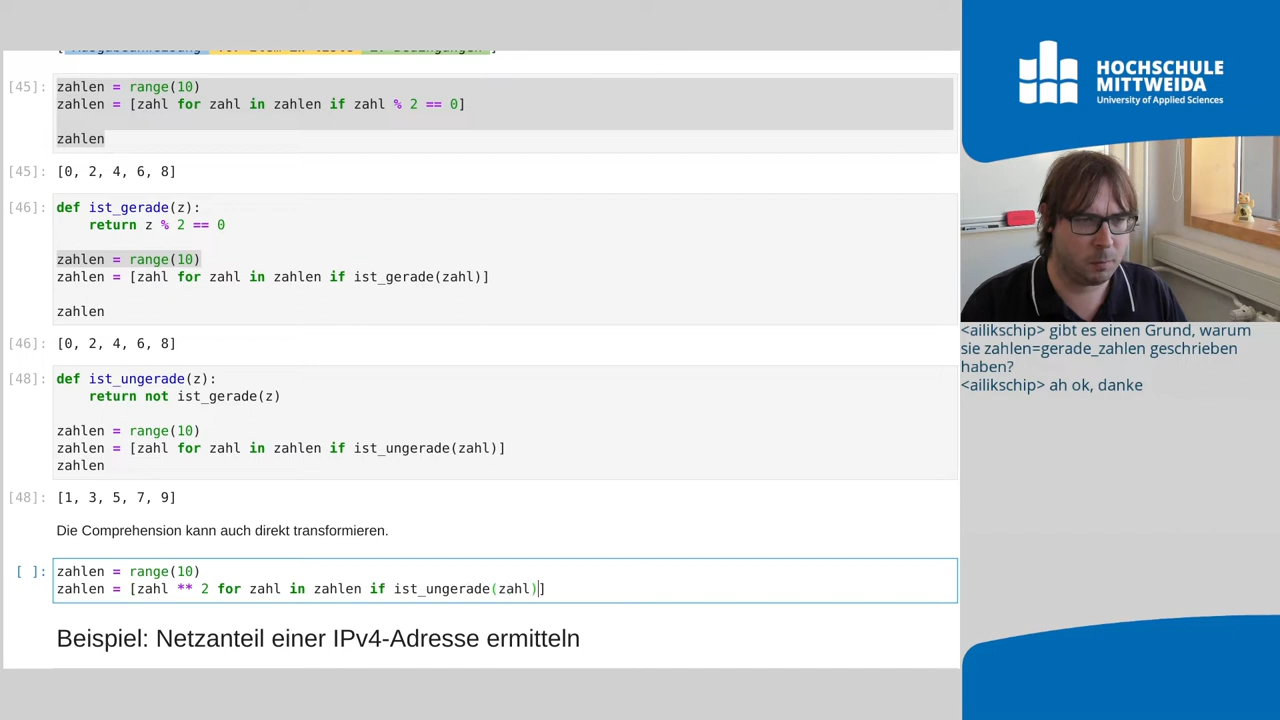 [45]:
zahlen = range(10)
zahlen = [zahl for zahl in zahlen if zahl % 2 == 0]
zahlen
[45]: [0, 2, 4, 6, 8]
[46]:
def ist_gerade(z):
return z % 2 == 0
zahlen = range(10)
zahlen = [zahl for zahl in zahlen if ist_gerade(zahl)]
zahlen
[46]: [0, 2, 4, 6, 8]
[48]:
def ist_ungerade(z):
return not ist_gerade(z)
zahlen = range(10)
zahlen = [zahl for zahl in zahlen if ist_ungerade(zahl)]
zahlen
[48]: [1, 3, 5, 7, 9]
Die Comprehension kann auch direkt transformieren.
[ ]:
zahlen = range(10)
zahlen = [zahl ** 2 for zahl in zahlen if ist_ungerade(zahl)]
Beispiel: Netzanteil einer IPv4-Adresse ermitteln
HOCHSCHULE
MITTWEIDA
University of Applied Sciences
<ailikschip> gibt es einen Grund, warum
sie zahlen=gerade_zahlen geschrieben
haben?
<ailikschip> ah ok, danke